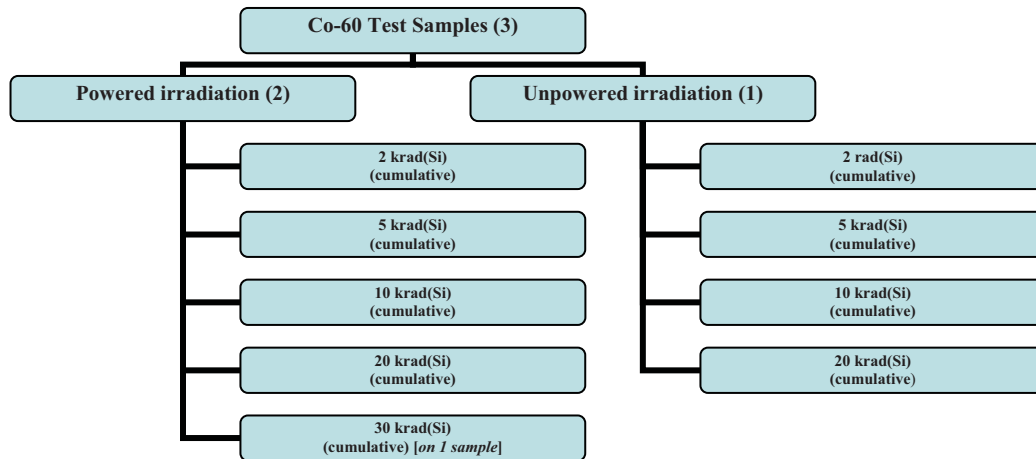 Co-60 Test Samples (3)
Powered irradiation (2)
Unpowered irradiation (1)
2 krad(Si)
(cumulative)
5 krad(Si)
(cumulative)
10 krad(Si)
(cumulative)
20 krad(Si)
(cumulative)
30 krad(Si)
(cumulative) [on 1 sample]
2 rad(Si)
(cumulative)
5 krad(Si)
(cumulative)
10 krad(Si)
(cumulative)
20 krad(Si)
(cumulative)